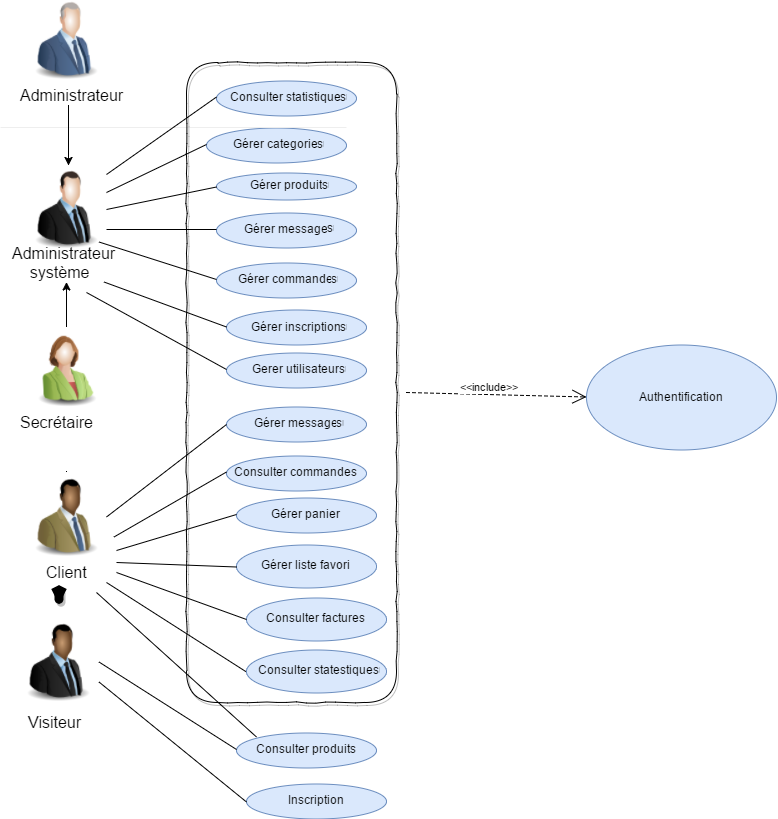 Administrateur
Consulter statistiques
Gérer categories
Gérer produits
Gérer messages
Administrateur
système
Gérer commandes
Gérer inscriptions
Gerer utilisateurs
<<include>>
Authentification
Secrétaire
Gérer messages
Consulter commandes
Gérer panier
Client
Gérer liste favori
Consulter factures
Consulter statestiques
Visiteur
Consulter produits
Inscription